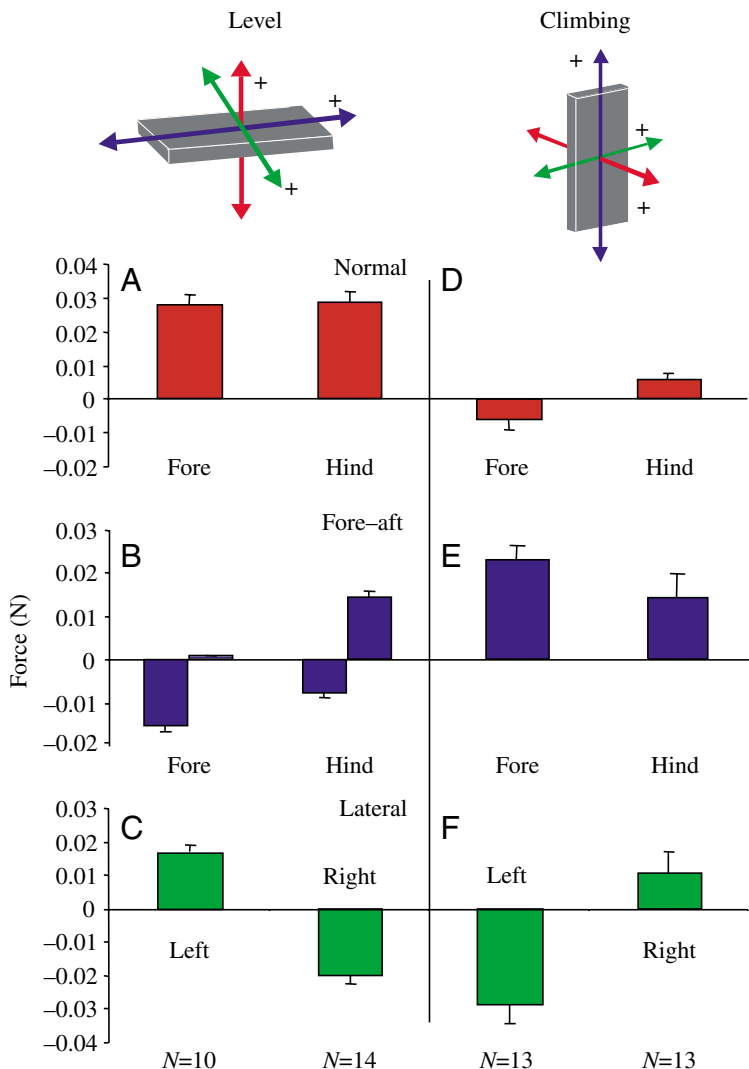 Level Climbing
+ +
+ +
+ +
A Normal D
0.04
0.03
0.02
0.01
0
–0.01
–0.02
Fore Hind Fore Hind
B Fore–aft E
0.03
0.02
0.01
0
–0.01
–0.02
Fore Hind Fore Hind
Force (N)
C Lateral F
0.03
0.02
0.01
0
–0.01
–0.02
–0.03
–0.04
Left Right Left Right
N=10 N=14 N=13 N=13